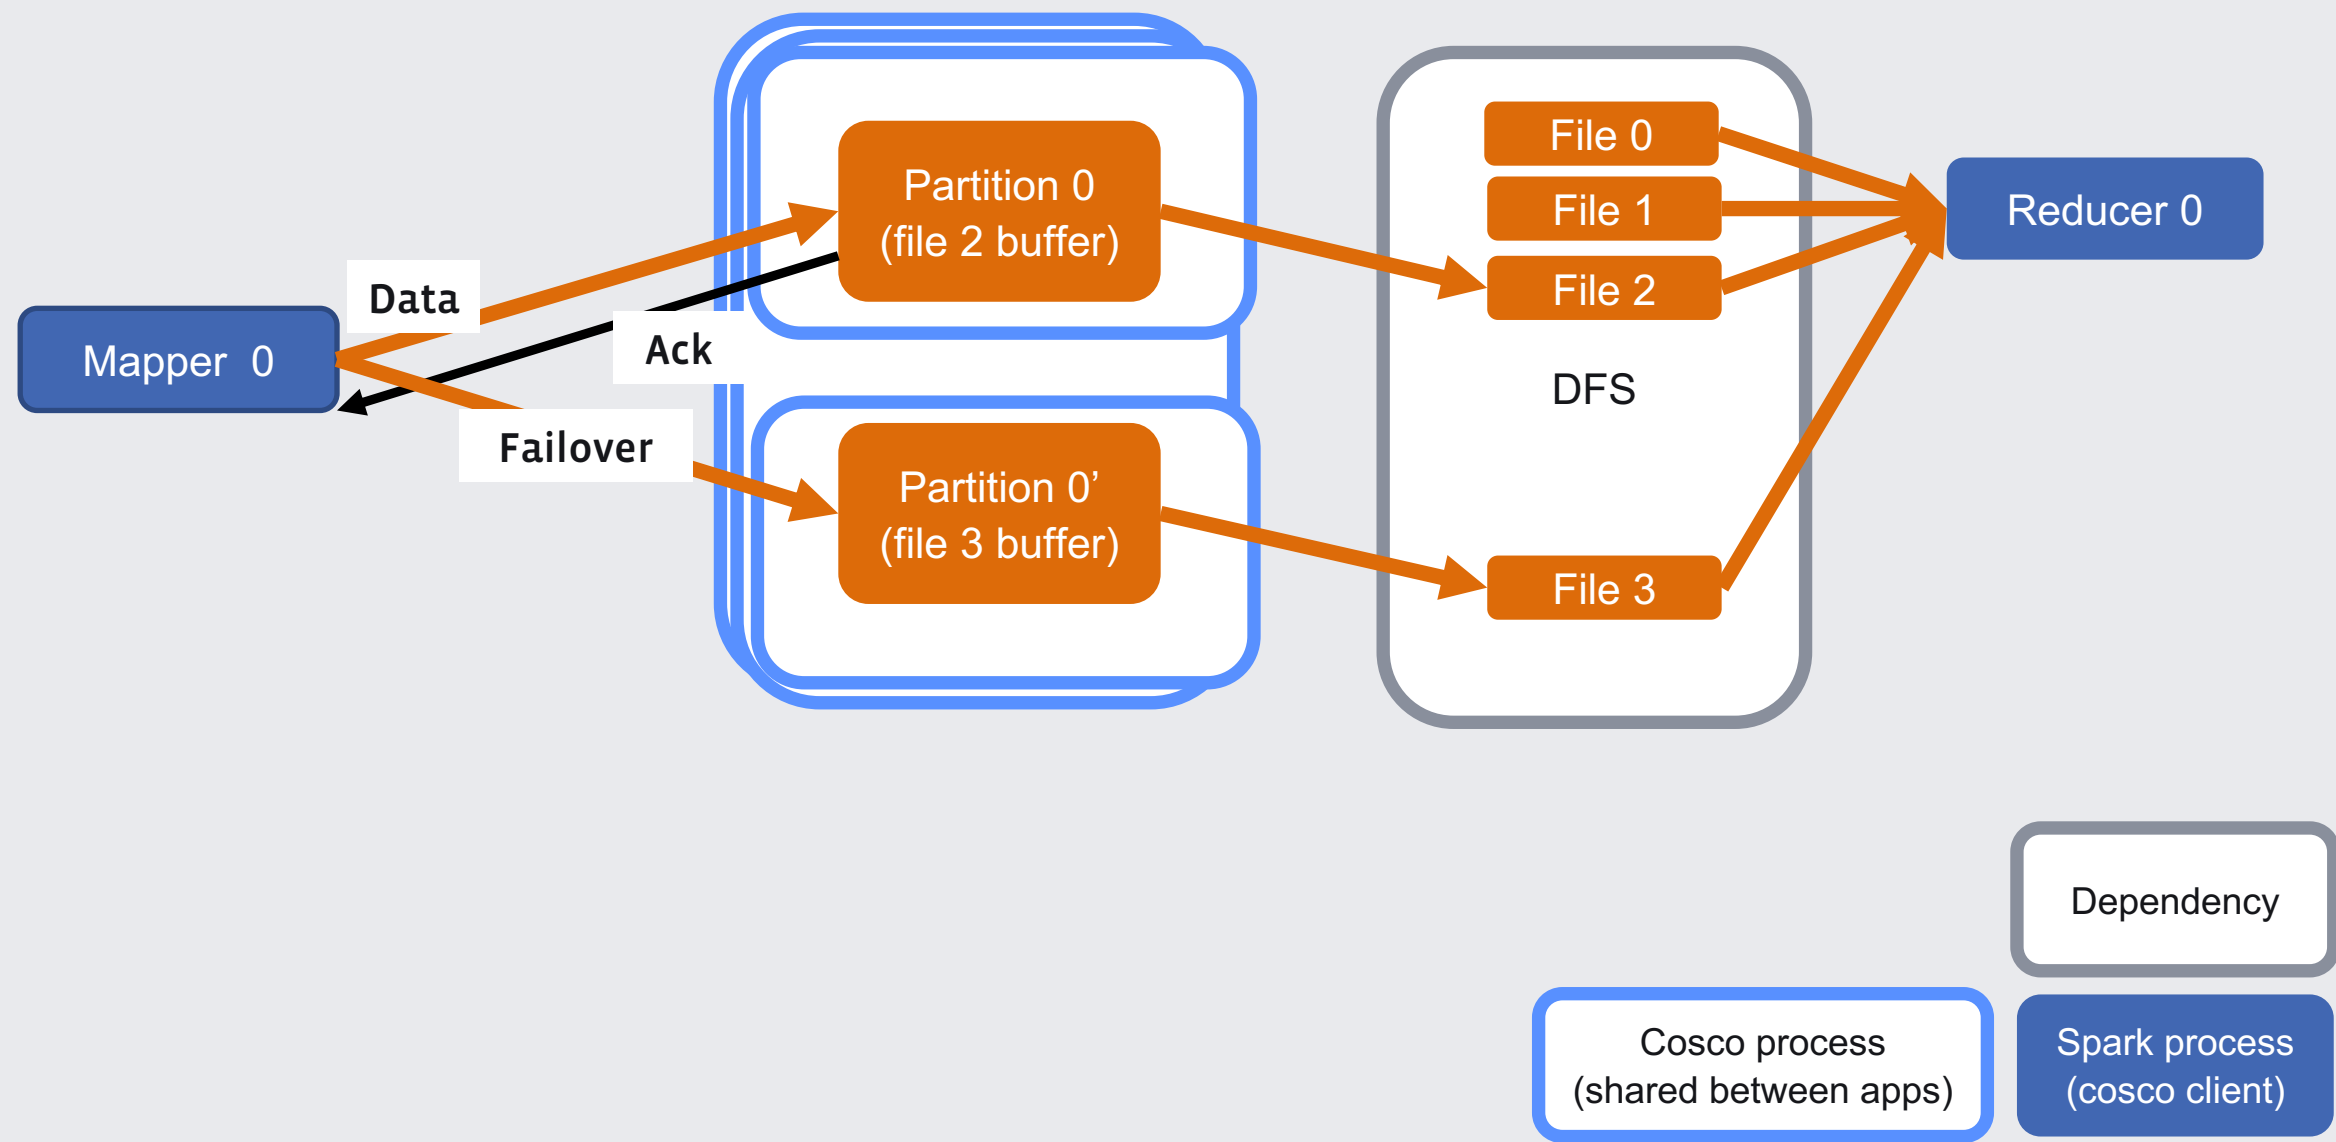 Mapper 0
Data
Ack
Failover
Partition 0
(file 2 buffer)
Partition 0’
(file 3 buffer)
File 0
File 1
File 2
DFS
File 3
Reducer 0
Dependency
Cosco process
(shared between apps)
Spark process
(cosco client)